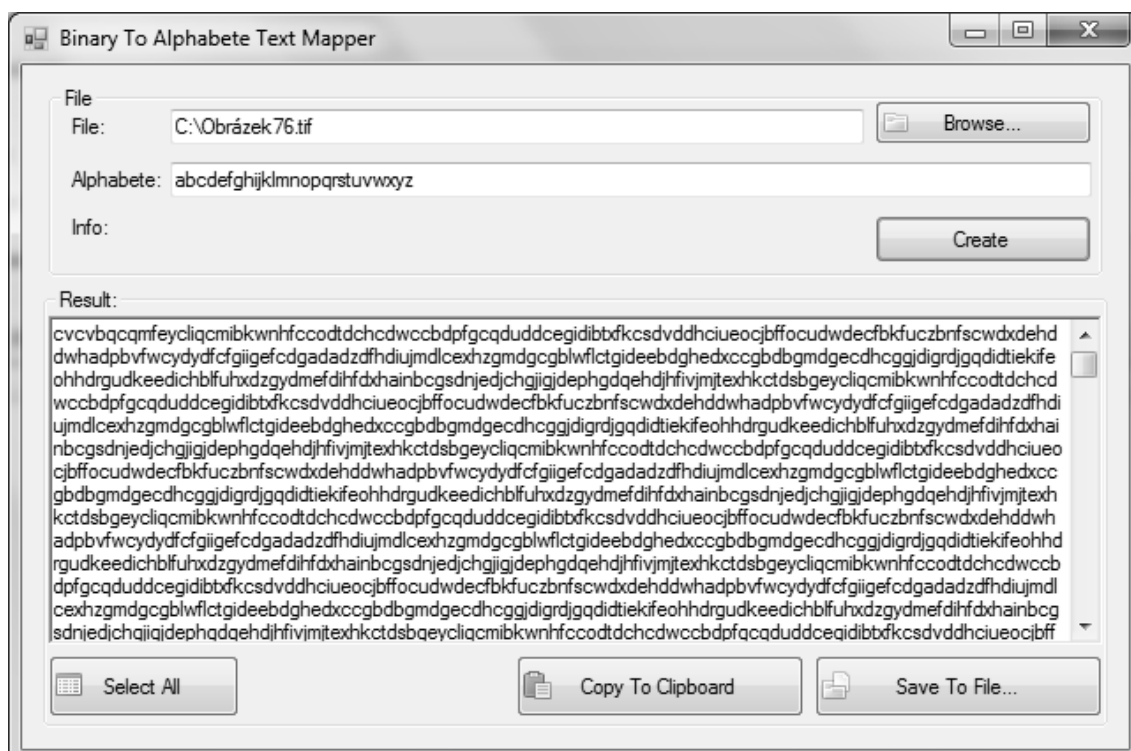 Binary To Alphabete Text Mapper
File
File: C:\Obrázek76.tif Browse...
Alphabete: abcdefghijklmnopqrstuvwxyz
Info:
Create
Result:
cvcvbqcqmfeycliqcmibkwnhfccodtdchcdwccbdpfgcqduddcegidibtxfkcsdvddhciueocjbffocudwdecfbkfuczbnfscwdxdehd
dwhadpbvfwcydydfcfgiigefcdgadadzdfhdiujmdlcexhzgmdgcgblwflctgideebdghedxccgbdbgmdgecdhcggjdigrdjgqdidtiekife
ohhdrgudkeedichblfuhxdzgydmefdihfdxhainbcgsdnjedjchgjigjdephgdqehdjhfivjmjtexhkctdsbgeycliqcmibkwnhfccodtdchcd
wccbdpfgcqduddcegidibtxfkcsdvddhciueocjbffocudwdecfbkfuczbnfscwdxdehddwhadpbvfwcydydfcfgiigefcdgadadzdfhdi
ujmdlcexhzgmdgcgblwflctgideebdghedxccgbdbgmdgecdhcggjdigrdjgqdidtiekifeohhdrgudkeedichblfuhxdzgydmefdihfdxhai
nbcgsdnjedjchgjigjdephgdqehdjhfivjmjtexhkctdsbgeycliqcmibkwnhfccodtdchcdwccbdpfgcqduddcegidibtxfkcsdvddhciueo
cjbffocudwdecfbkfuczbnfscwdxdehddwhadpbvfwcydydfcfgiigefcdgadadzdfhdiujmdlcexhzgmdgcgblwflctgideebdghedxcc
gbdbgmdgecdhcggjdigrdjgqdidtiekifeohhdrgudkeedichblfuhxdzgydmefdihfdxhainbcgsdnjedjchgjigjdephgdqehdjhfivjmjtexh
kctdsbgeycliqcmibkwnhfccodtdchcdwccbdpfgcqduddcegidibtxfkcsdvddhciueocjbffocudwdecfbkfuczbnfscwdxdehddwh
adpbvfwcydydfcfgiigefcdgadadzdfhdiujmdlcexhzgmdgcgblwflctgideebdghedxccgbdbgmdgecdhcggjdigrdjgqdidtiekifeohhd
rgudkeedichblfuhxdzgydmefdihfdxhainbcgsdnjedjchgjigjdephgdqehdjhfivjmjtexhkctdsbgeycliqcmibkwnhfccodtdchcdwccb
dpfgcqduddcegidibtxfkcsdvddhciueocjbffocudwdecfbkfuczbnfscwdxdehddwhadpbvfwcydydfcfgiigefcdgadadzdfhdiujmdl
cexhzgmdgcgblwflctgideebdghedxccgbdbgmdgecdhcggjdigrdjgqdidtiekifeohhdrgudkeedichblfuhxdzgydmefdihfdxhainbcg
sdnjedjchgjigjdephgdqehdjhfivjmjtexhkctdsbgeycliqcmibkwnhfccodtdchcdwccbdpfgcqduddcegidibtxfkcsdvddhciueocjbff
Select All Copy To Clipboard Save To File...